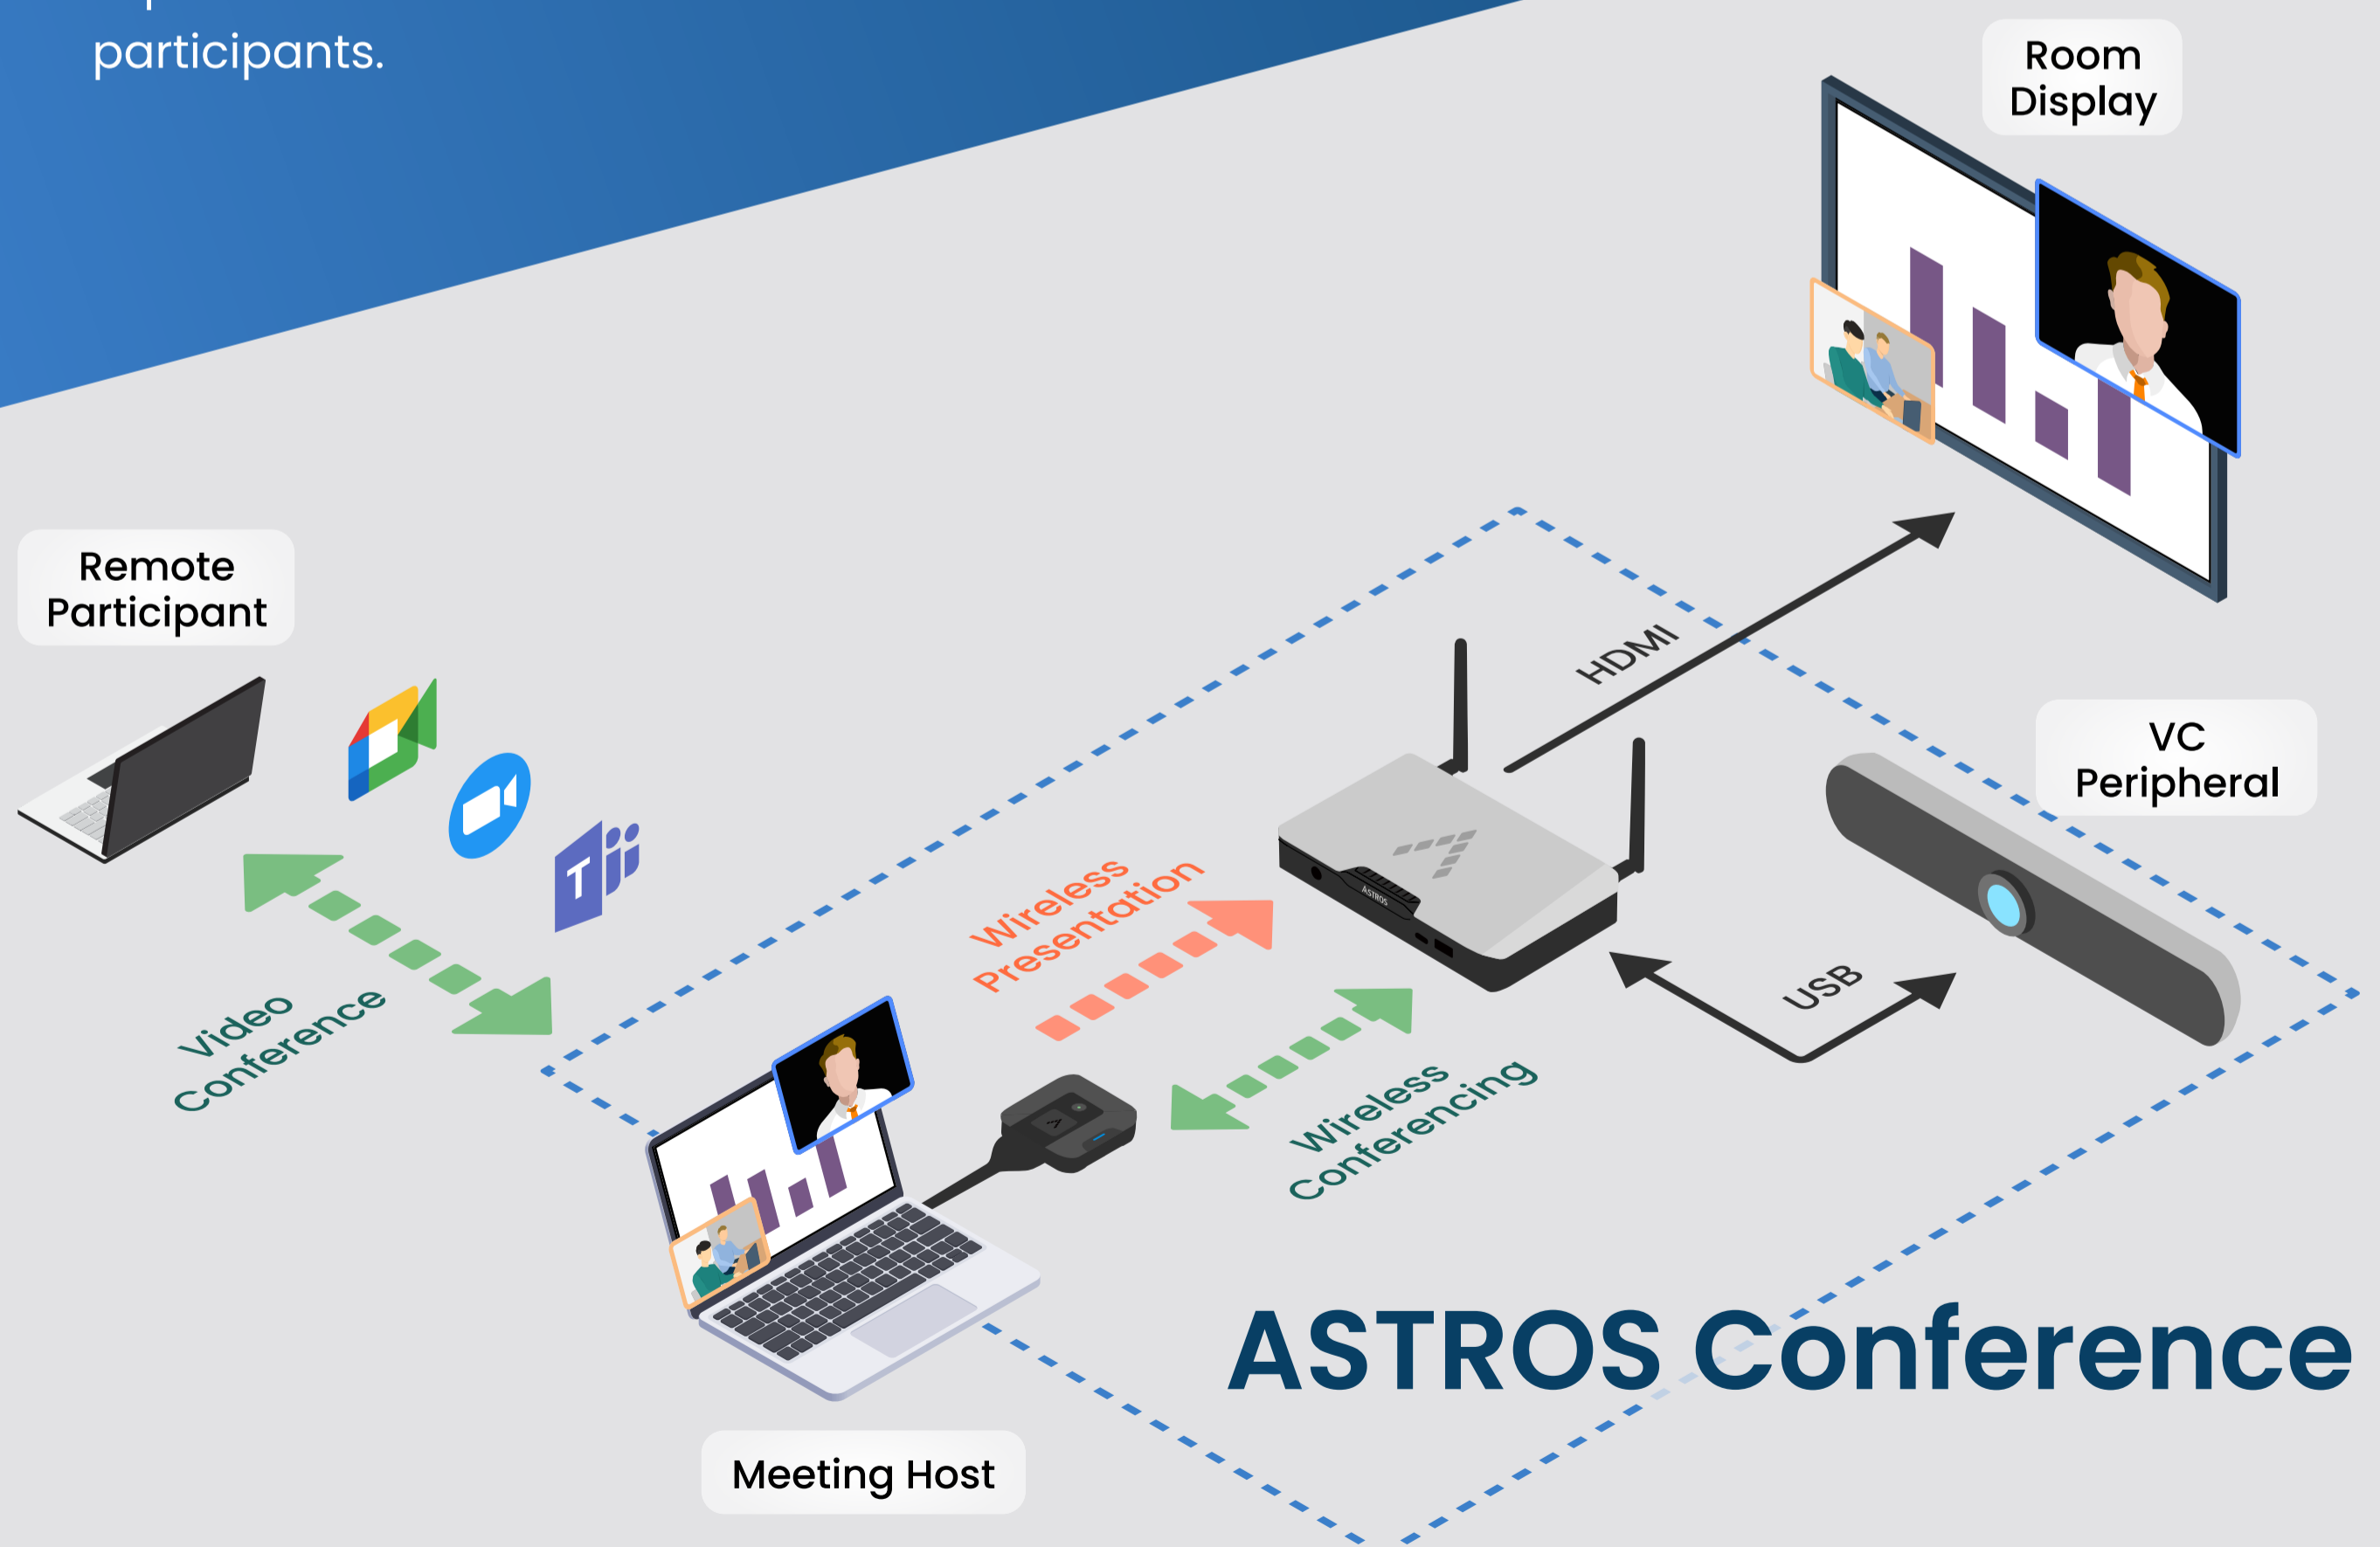 participants.
Room
Display
Remote
Participant
HDMI
VC
Peripheral
T
Wireless
Presentation
ASTROS
USB
Video
Conference
Wireless
Conferencing
ASTROS Conference
Meeting Host